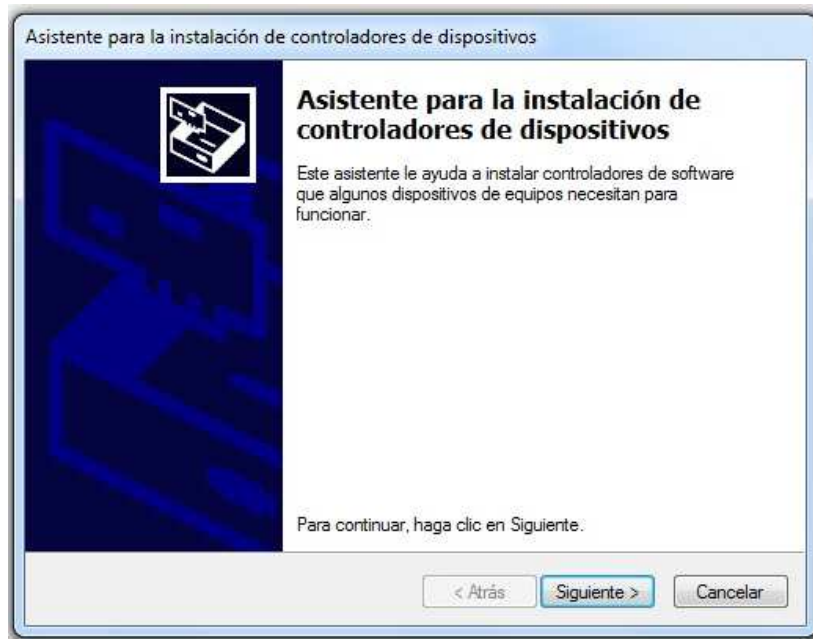 Asistente para la instalación de controladores de dispositivos
Asistente para la instalación de
controladores de dispositivos
Este asistente le ayuda a instalar controladores de software
que algunos dispositivos de equipos necesitan para
funcionar.
Para continuar, haga clic en Siguiente.
< Atrás
Siguiente >
Cancelar